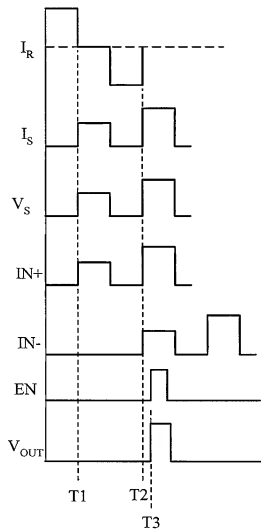 I_R
I_S
V_S
IN+
IN-
EN
V_OUT
T1 T2
T3